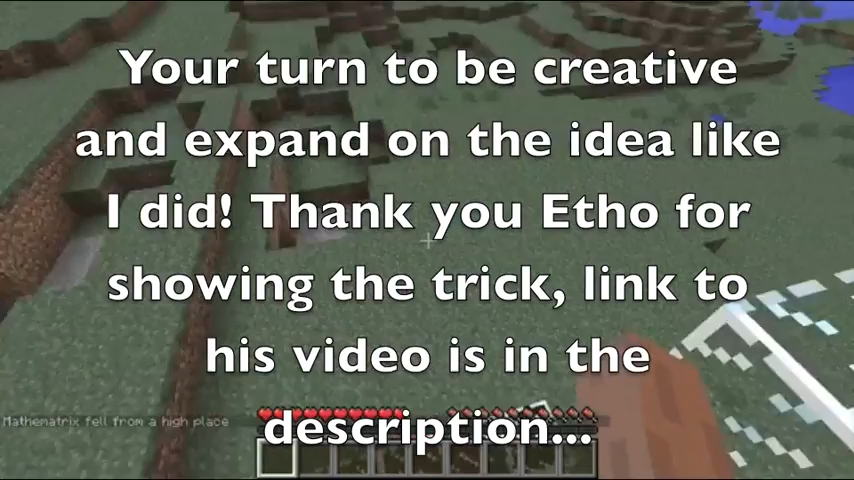 Your turn to be creative
and expand on the idea like
I did! Thank you Etho for
showing the trick, link to
his video is in the
Mathematrix fell from a high place
description...